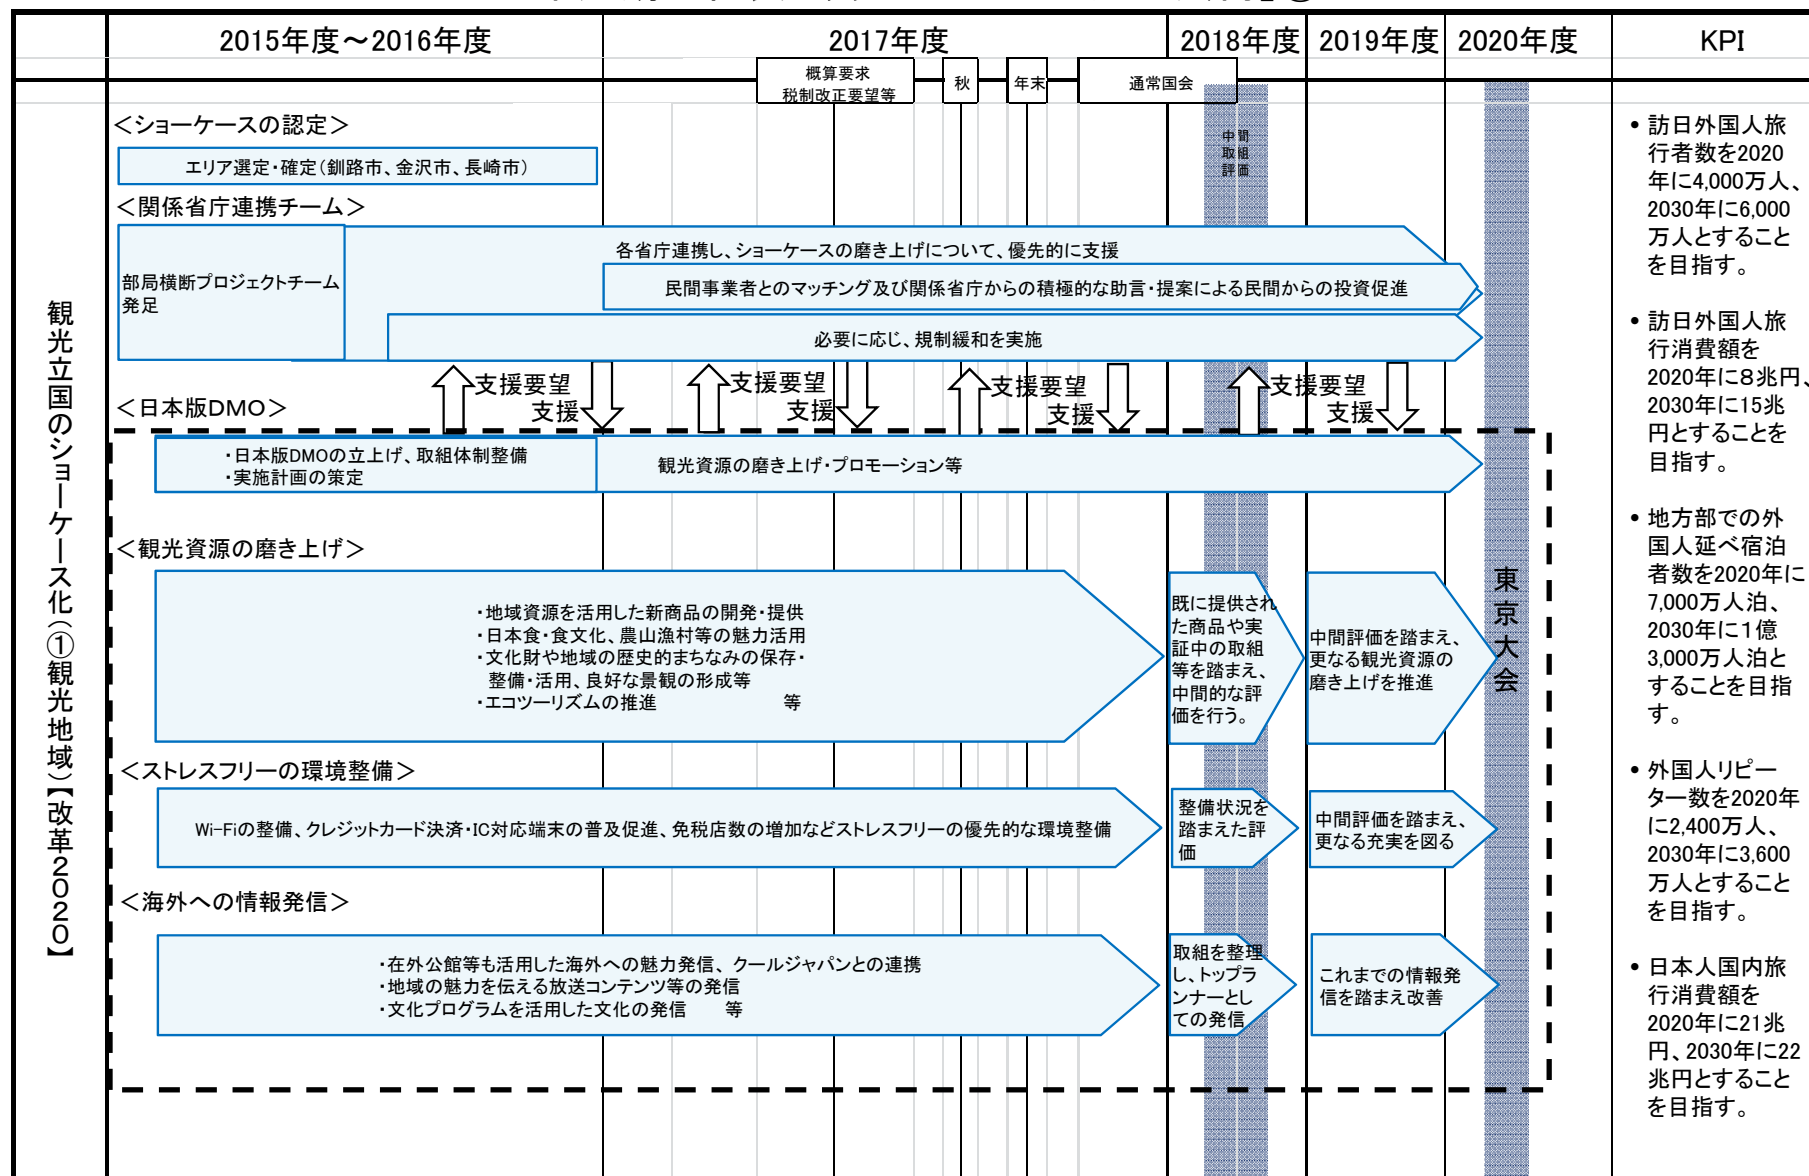 2015年度～2016年度
2017年度
2018年度
2019年度
2020年度
KPI
概算要求
税制改正要望等
秋
年末
通常国会
観光立国のショーケース化（①観光地域）【改革２０２０】
＜ショーケースの認定＞
エリア選定・確定（釧路市、金沢市、長崎市）
中間
取組
評価
＜関係省庁連携チーム＞
部局横断プロジェクトチーム
発足
各省庁連携し、ショーケースの磨き上げについて、優先的に支援
民間事業者とのマッチング及び関係省庁からの積極的な助言・提案による民間からの投資促進
必要に応じ、規制緩和を実施
支援要望
支援
支援要望
支援
支援要望
支援
支援要望
支援
＜日本版DMO＞
・日本版DMOの立上げ、取組体制整備
・実施計画の策定
観光資源の磨き上げ・プロモーション等
＜観光資源の磨き上げ＞
・地域資源を活用した新商品の開発・提供
・日本食・食文化、農山漁村等の魅力活用
・文化財や地域の歴史的まちなみの保存・
整備・活用、良好な景観の形成等
・エコツーリズムの推進　　　　　　等
既に提供され
た商品や実
証中の取組
等を踏まえ、
中間的な評
価を行う。
中間評価を踏まえ、
更なる観光資源の
磨き上げを推進
東京大会
＜ストレスフリーの環境整備＞
Wi-Fiの整備、クレジットカード決済・IC対応端末の普及促進、免税店数の増加などストレスフリーの優先的な環境整備
整備状況を
踏まえた評
価
中間評価を踏まえ、
更なる充実を図る
＜海外への情報発信＞
・在外公館等も活用した海外への魅力発信、クールジャパンとの連携
・地域の魅力を伝える放送コンテンツ等の発信
・文化プログラムを活用した文化の発信　　等
取組を整理
し、トップラ
ンナーとし
ての発信
これまでの情報発
信を踏まえ改善
• 訪日外国人旅
行者数を2020
年に4,000万人、
2030年に6,000
万人とすること
を目指す。
• 訪日外国人旅
行消費額を
2020年に８兆円、
2030年に15兆
円とすることを
目指す。
• 地方部での外
国人延べ宿泊
者数を2020年に
7,000万人泊、
2030年に１億
3,000万人泊と
することを目指
す。
• 外国人リピー
ター数を2020年
に2,400万人、
2030年に3,600
万人とすること
を目指す。
• 日本人国内旅
行消費額を
2020年に21兆
円、2030年に22
兆円とすること
を目指す。